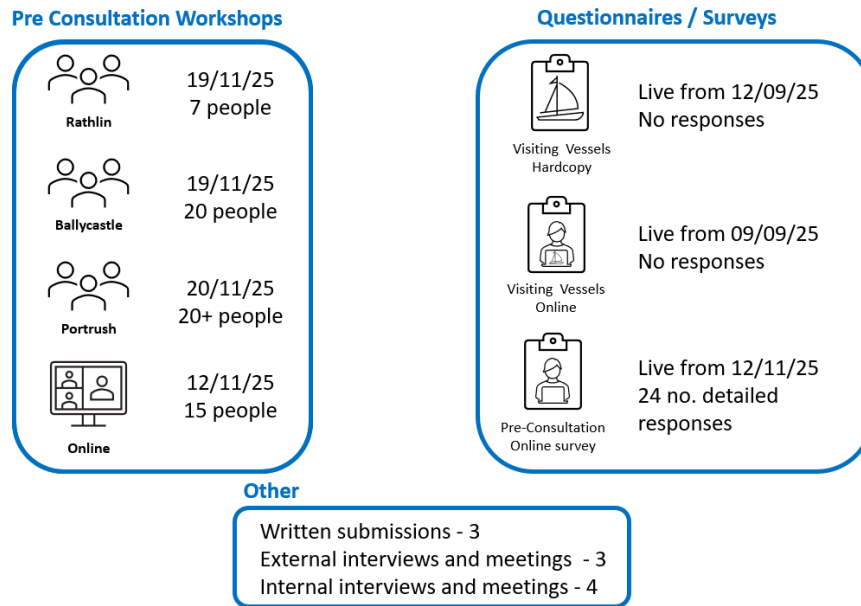 Pre Consultation Workshops
Rathlin
19/11/25
7 people
Ballycastle
19/11/25
20 people
Portrush
20/11/25
20+ people
Online
12/11/25
15 people
Questionnaires / Surveys
Visiting Vessels
Hardcopy
Live from 12/09/25
No responses
Visiting Vessels
Online
Live from 09/09/25
No responses
Pre-Consultation
Online survey
Live from 12/11/25
24 no. detailed
responses
Other
Written submissions - 3
External interviews and meetings - 3
Internal interviews and meetings - 4